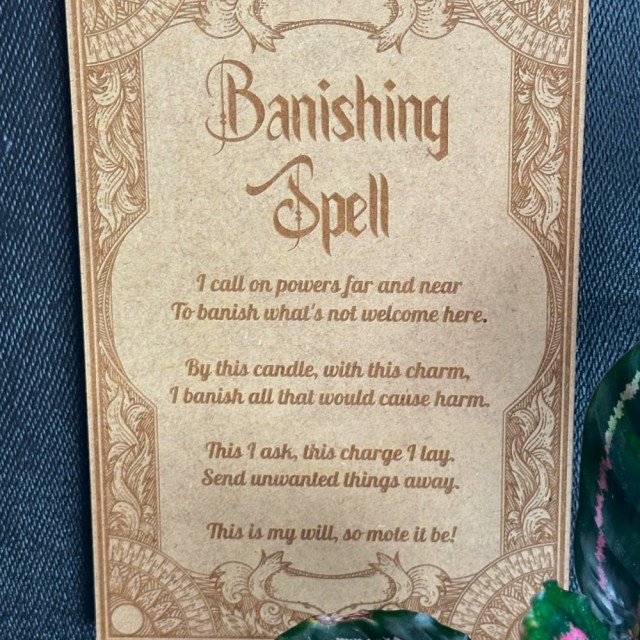 Banishing
Spell
I call on powers far and near
To banish what's not welcome here.
By this candle, with this charm,
I banish all that would cause harm.
This I ask, this charge I lay,
Send unwanted things away.
This is my will, so mote it be!